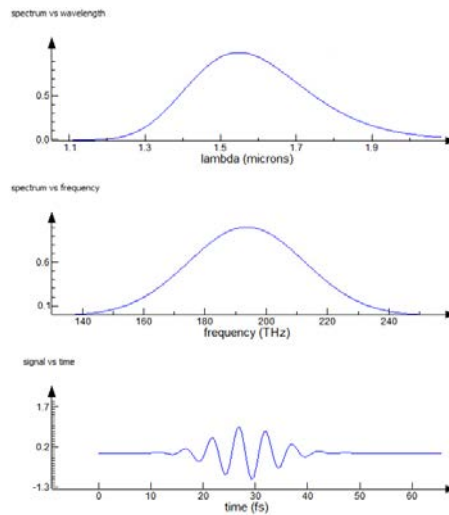 spectrum vs wavelength
0.5
0.0
1.1 1.3 1.5 1.7 1.9
lambda (microns)
spectrum vs frequency
0.6
0.1
140 160 180 200 220 240
frequency (THz)
signal vs time
1.7
0.2
-1.3
0 10 20 30 40 50 60
time (fs)